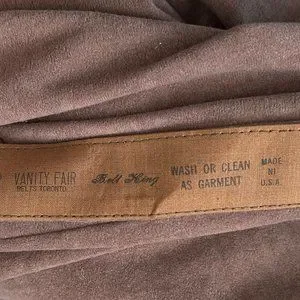 VANITY FAIR
BELTS TORONTO
Belt King
WASH OR CLEAN
AS GARMENT
MADE
IN
U.S.A.